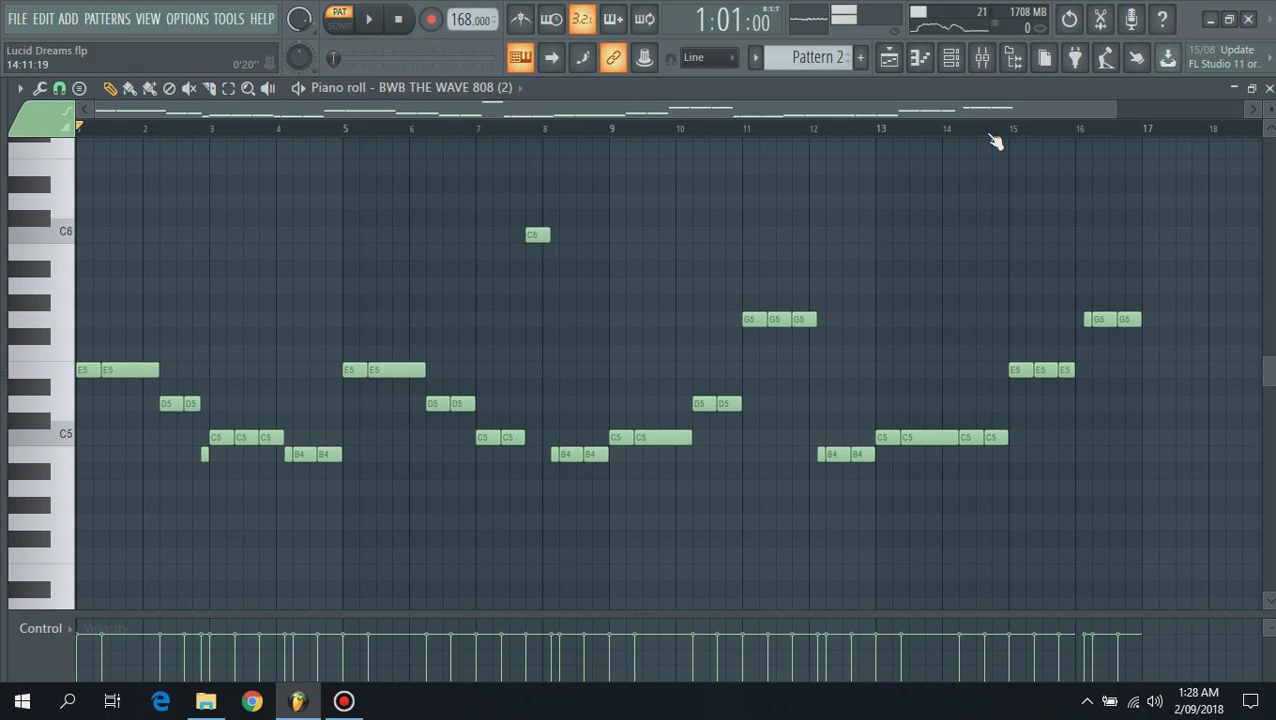 FILE EDIT ADD PATTERNS VIEW OPTIONS TOOLS HELP
PAT
SONG
168.000
3.2
1:01:00
B:S:T
21
1708 MB
0
Lucid Dreams.flp
14:11:19
0'20"
Line
Pattern 2
15/08 Update
FL Studio 11 or..
Piano roll - BWB THE WAVE 808 (2)
2 3 4 5 6 7 8 9 10 11 12 13 14 15 16 17 18
C6
C6
G5 G5 G5
G5 G5
E5 E5
E5 E5
E5 E5 E5
D5 D5
D5 D5
D5 D5
C5
C5 C5 C5
C5 C5
C5 C5
C5 C5 C5 C5
B4 B4
B4 B4
B4 B4
Control
Velocity
1:28 AM
2/09/2018